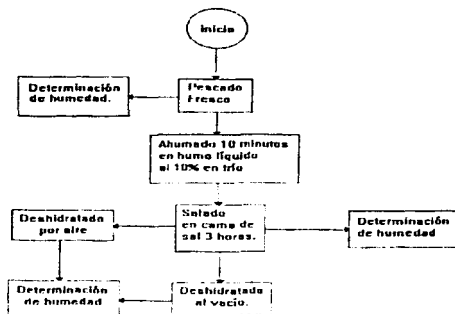 Inicio
Determinación
de humedad.
Pescado
Fresco
Ahumado 10 minutos
en humo líquido
al 10% en frío
Salado
en cama de
sal 3 horas.
Deshidratado
por aire
Determinación
de humedad
Determinación
de humedad
Deshidratado
al vacío.